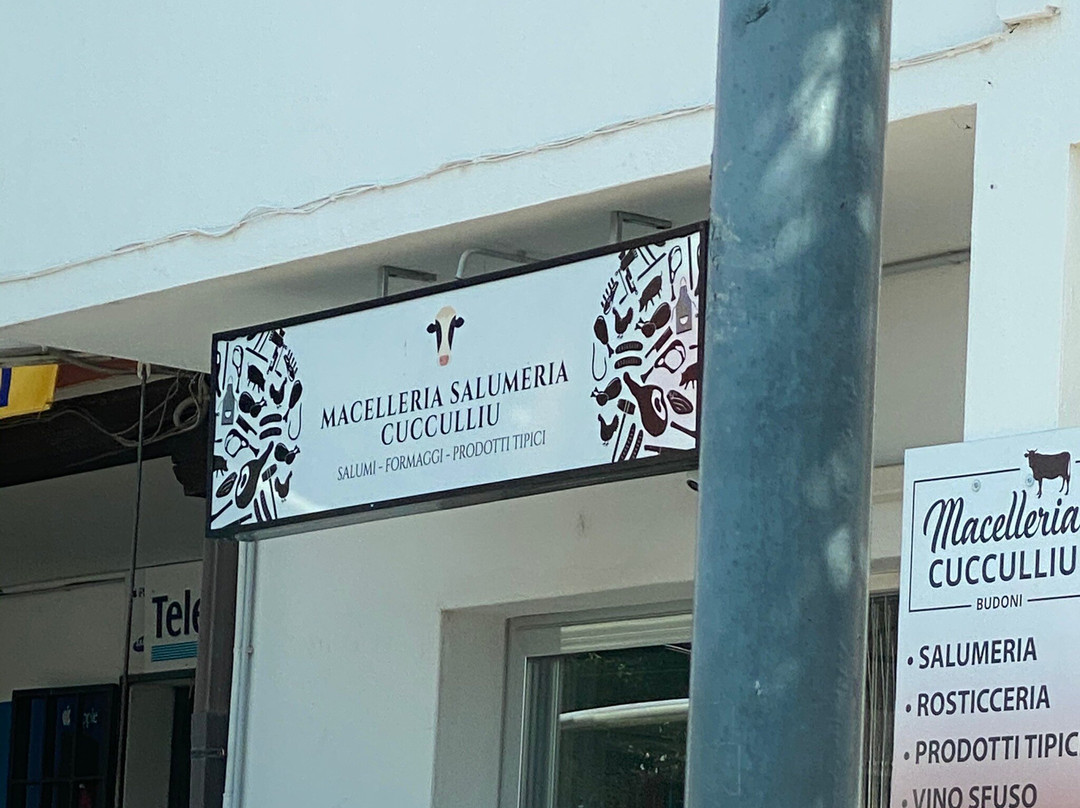 MACELLERIA SALUMERIA
CUCCULLIU
SALUMI - FORMAGGI - PRODOTTI TIPICI
Macelleria
CUCCULLIU
BUDONI
• SALUMERIA
• ROSTICCERIA
• PRODOTTI TIPIC
• VINO SFUSO
Tele